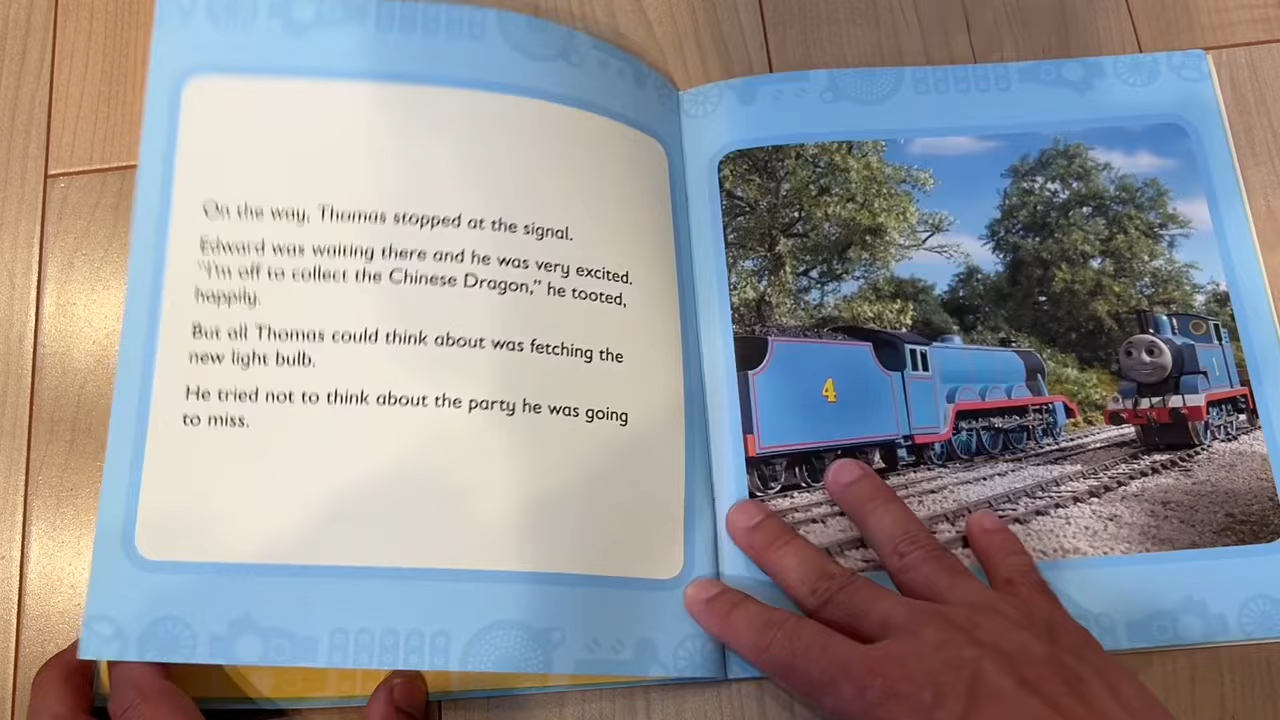 On the way, Thomas stopped at the signal.
Edward was waiting there and he was very excited.
"I'm off to collect the Chinese Dragon," he tooted,
happily.
But all Thomas could think about was fetching the
new light bulb.
He tried not to think about the party he was going
to miss.
4
1